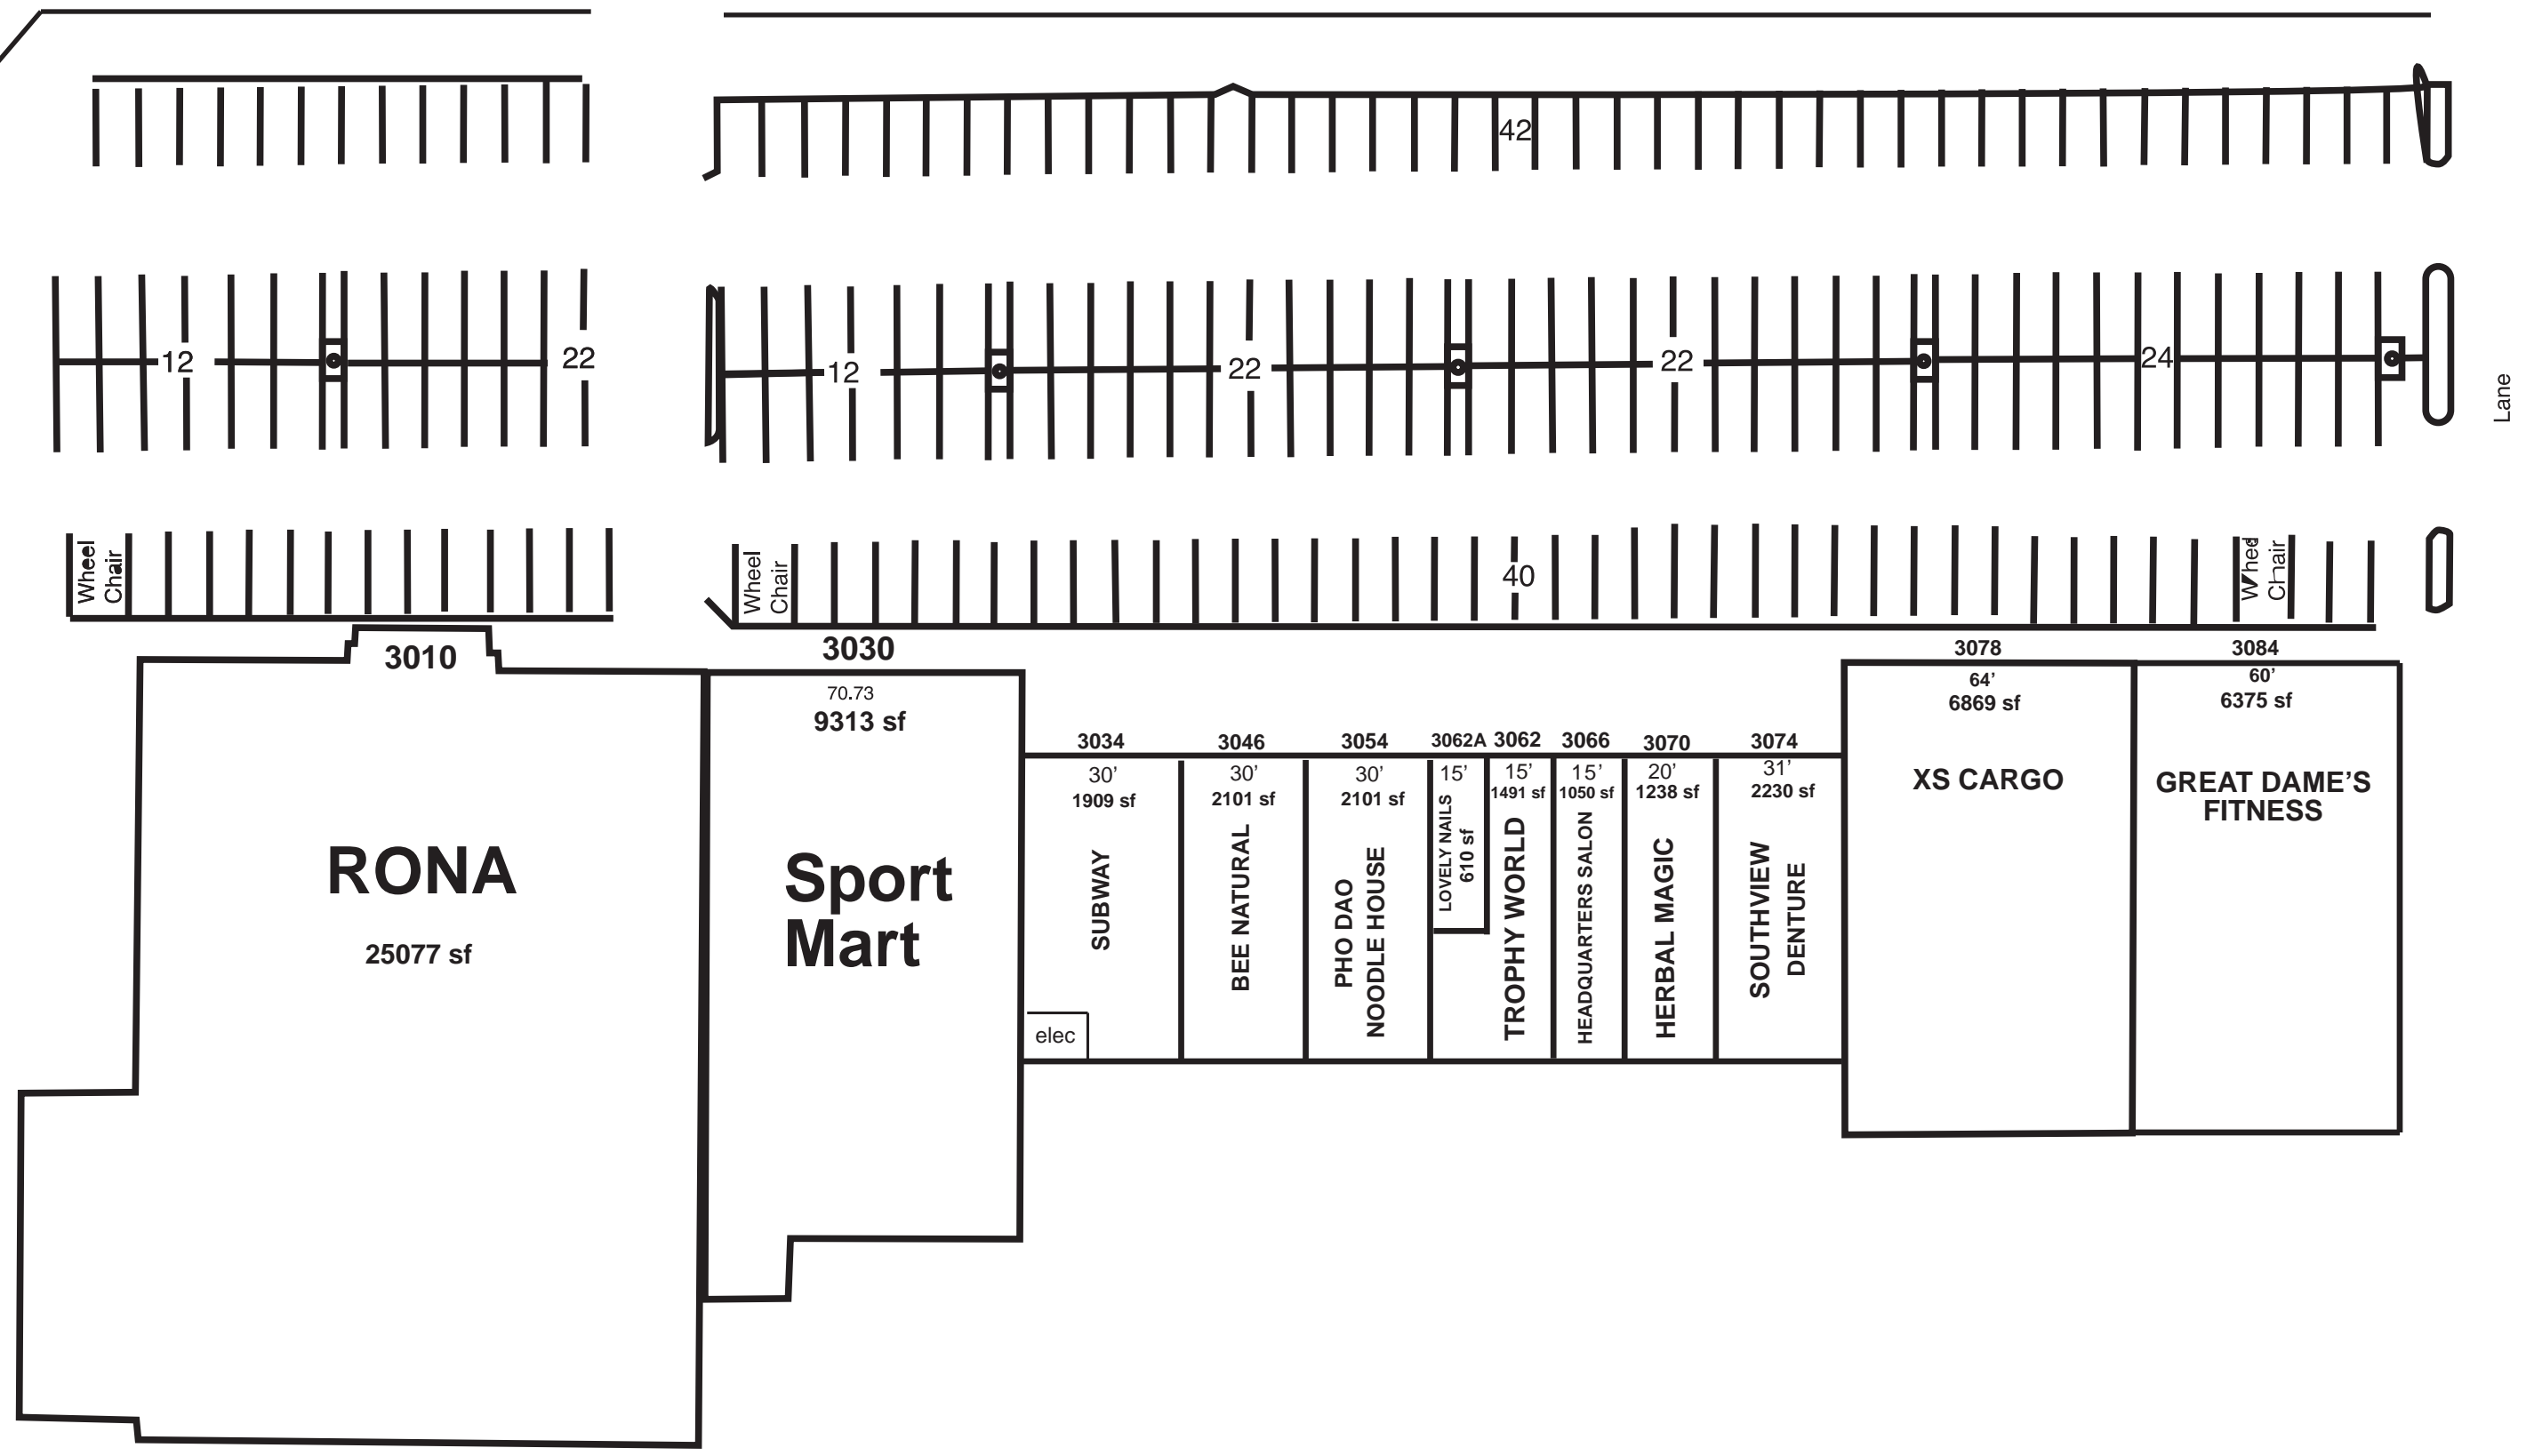 42
12
22
12
22
22
24
Lane
Wheel
Chair
Wheel
Chair
40
Wheel
Chair
3010
3030
3078
3084
70.73
9313 sf
64’
6869 sf
60’
6375 sf
3034
3046
3054
3062A
3062
3066
3070
3074
30’
1909 sf
30’
2101 sf
30’
2101 sf
15’
15’
1491 sf
15’
1050 sf
20’
1238 sf
31’
2230 sf
XS CARGO
GREAT DAME’S
FITNESS
RONA
25077 sf
Sport
Mart
SUBWAY
BEE NATURAL
PHO DAO
NOODLE HOUSE
LOVELY NAILS
610 sf
TROPHY WORLD
HEADQUARTERS SALON
HERBAL MAGIC
SOUTHVIEW
DENTURE
elec